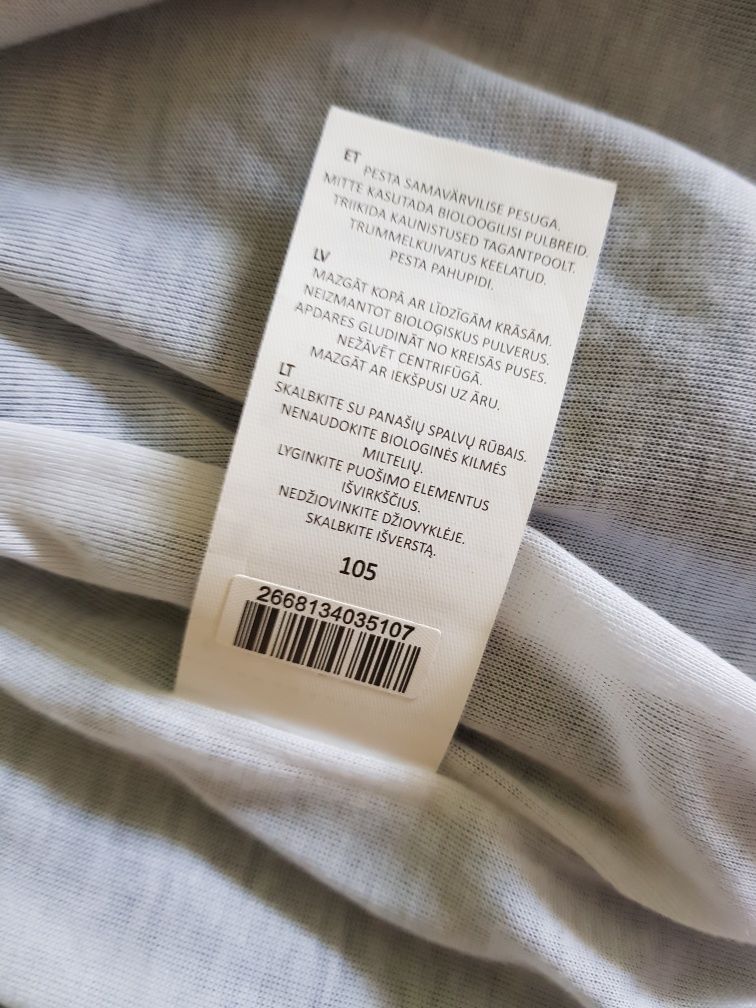 ET
PESTA SAMAVÄRVILISE PESUGA.
MITTE KASUTADA BIOLOOGILISI PULBREID.
TRIIKIDA KAUNISTUSED TAGANTPOOLT.
TRUMMELKUIVATUS KEELATUD.
PESTA PAHUPIDI.
LV
MAZGĀT KOPĀ AR LĪDZĪGĀM KRĀSĀM.
NEIZMANTOT BIOLOĢISKUS PULVERUS.
APDARES GLUDINĀT NO KREISĀS PUSES.
NEŽĀVĒT CENTRIFŪGĀ.
MAZGĀT AR IEKŠPUSI UZ ĀRU.
LT
SKALBKITE SU PANAŠIŲ SPALVŲ RŪBAIS.
NENAUDOKITE BIOLOGINĖS KILMĖS
MILTELIŲ.
LYGINKITE PUOŠIMO ELEMENTUS
IŠVIRKŠČIUS.
NEDŽIOVINKITE DŽIOVYKLĖJE.
SKALBKITE IŠVERSTĄ.
105
2668134035107